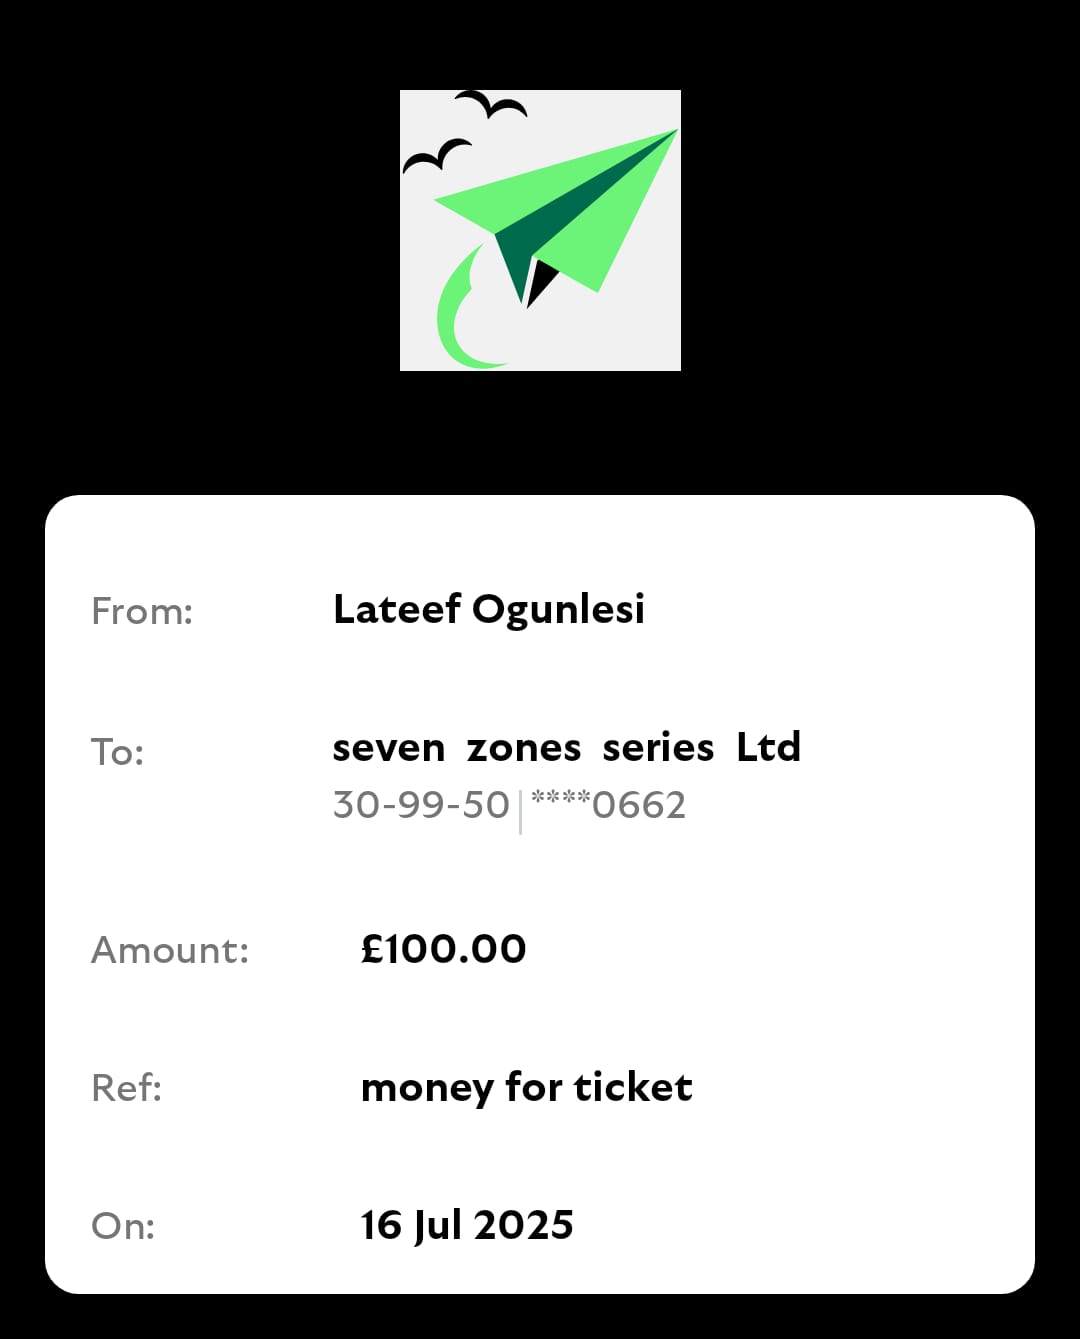 From: Lateef Ogunlesi
To: seven zones series Ltd
30-99-50 | ****0662
Amount: £100.00
Ref: money for ticket
On: 16 Jul 2025